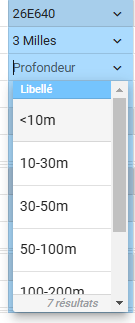 26E640
3 Milles
Profondeur
Libellé
<10m
10-30m
30-50m
50-100m
100-200m
7 résultats